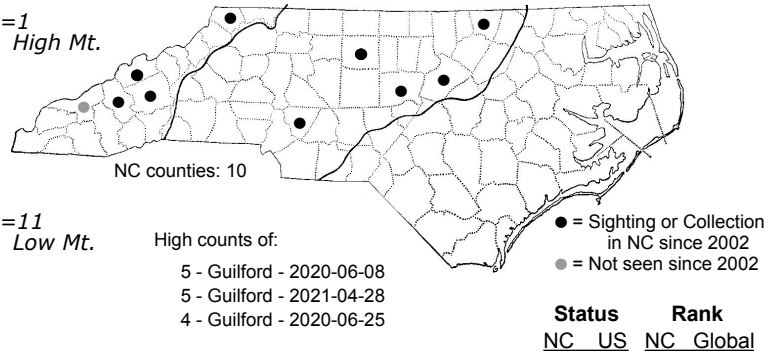 =1
High Mt.
NC counties: 10
=11
Low Mt.
High counts of:
5 - Guilford - 2020-06-08
5 - Guilford - 2021-04-28
4 - Guilford - 2020-06-25
● = Sighting or Collection
in NC since 2002
● = Not seen since 2002
Status Rank
NC US NC Global